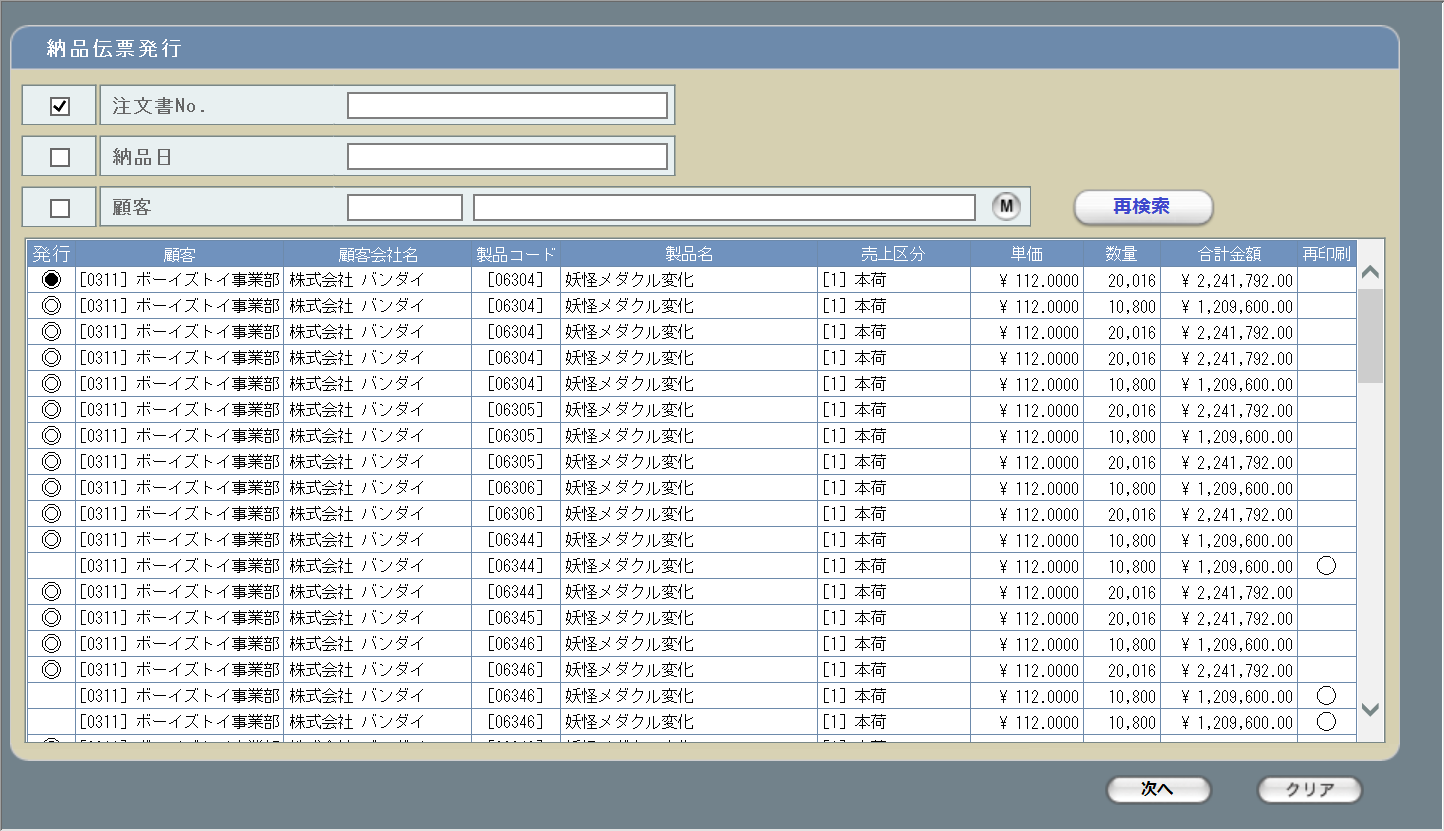 納品伝票発行
注文書No.
納品日
顧客 M 再検索
発行 顧客 顧客会社名 製品コード 製品名 売上区分 単価 数量 合計金額 再印刷
● [0311] ボーイズトイ事業部 株式会社 バンダイ [06304] 妖怪メダクル変化 [1] 本荷 ¥ 112.0000 20,016 ¥ 2,241,792.00
◎ [0311] ボーイズトイ事業部 株式会社 バンダイ [06304] 妖怪メダクル変化 [1] 本荷 ¥ 112.0000 10,800 ¥ 1,209,600.00
◎ [0311] ボーイズトイ事業部 株式会社 バンダイ [06304] 妖怪メダクル変化 [1] 本荷 ¥ 112.0000 20,016 ¥ 2,241,792.00
◎ [0311] ボーイズトイ事業部 株式会社 バンダイ [06304] 妖怪メダクル変化 [1] 本荷 ¥ 112.0000 20,016 ¥ 2,241,792.00
◎ [0311] ボーイズトイ事業部 株式会社 バンダイ [06304] 妖怪メダクル変化 [1] 本荷 ¥ 112.0000 10,800 ¥ 1,209,600.00
◎ [0311] ボーイズトイ事業部 株式会社 バンダイ [06305] 妖怪メダクル変化 [1] 本荷 ¥ 112.0000 20,016 ¥ 2,241,792.00
◎ [0311] ボーイズトイ事業部 株式会社 バンダイ [06305] 妖怪メダクル変化 [1] 本荷 ¥ 112.0000 10,800 ¥ 1,209,600.00
◎ [0311] ボーイズトイ事業部 株式会社 バンダイ [06305] 妖怪メダクル変化 [1] 本荷 ¥ 112.0000 20,016 ¥ 2,241,792.00
◎ [0311] ボーイズトイ事業部 株式会社 バンダイ [06306] 妖怪メダクル変化 [1] 本荷 ¥ 112.0000 10,800 ¥ 1,209,600.00
◎ [0311] ボーイズトイ事業部 株式会社 バンダイ [06306] 妖怪メダクル変化 [1] 本荷 ¥ 112.0000 20,016 ¥ 2,241,792.00
◎ [0311] ボーイズトイ事業部 株式会社 バンダイ [06344] 妖怪メダクル変化 [1] 本荷 ¥ 112.0000 10,800 ¥ 1,209,600.00
[0311] ボーイズトイ事業部 株式会社 バンダイ [06344] 妖怪メダクル変化 [1] 本荷 ¥ 112.0000 10,800 ¥ 1,209,600.00 ○
◎ [0311] ボーイズトイ事業部 株式会社 バンダイ [06344] 妖怪メダクル変化 [1] 本荷 ¥ 112.0000 20,016 ¥ 2,241,792.00
◎ [0311] ボーイズトイ事業部 株式会社 バンダイ [06345] 妖怪メダクル変化 [1] 本荷 ¥ 112.0000 20,016 ¥ 2,241,792.00
◎ [0311] ボーイズトイ事業部 株式会社 バンダイ [06346] 妖怪メダクル変化 [1] 本荷 ¥ 112.0000 10,800 ¥ 1,209,600.00
◎ [0311] ボーイズトイ事業部 株式会社 バンダイ [06346] 妖怪メダクル変化 [1] 本荷 ¥ 112.0000 20,016 ¥ 2,241,792.00
[0311] ボーイズトイ事業部 株式会社 バンダイ [06346] 妖怪メダクル変化 [1] 本荷 ¥ 112.0000 10,800 ¥ 1,209,600.00 ○
[0311] ボーイズトイ事業部 株式会社 バンダイ [06346] 妖怪メダクル変化 [1] 本荷 ¥ 112.0000 10,800 ¥ 1,209,600.00 ○
次へ クリア